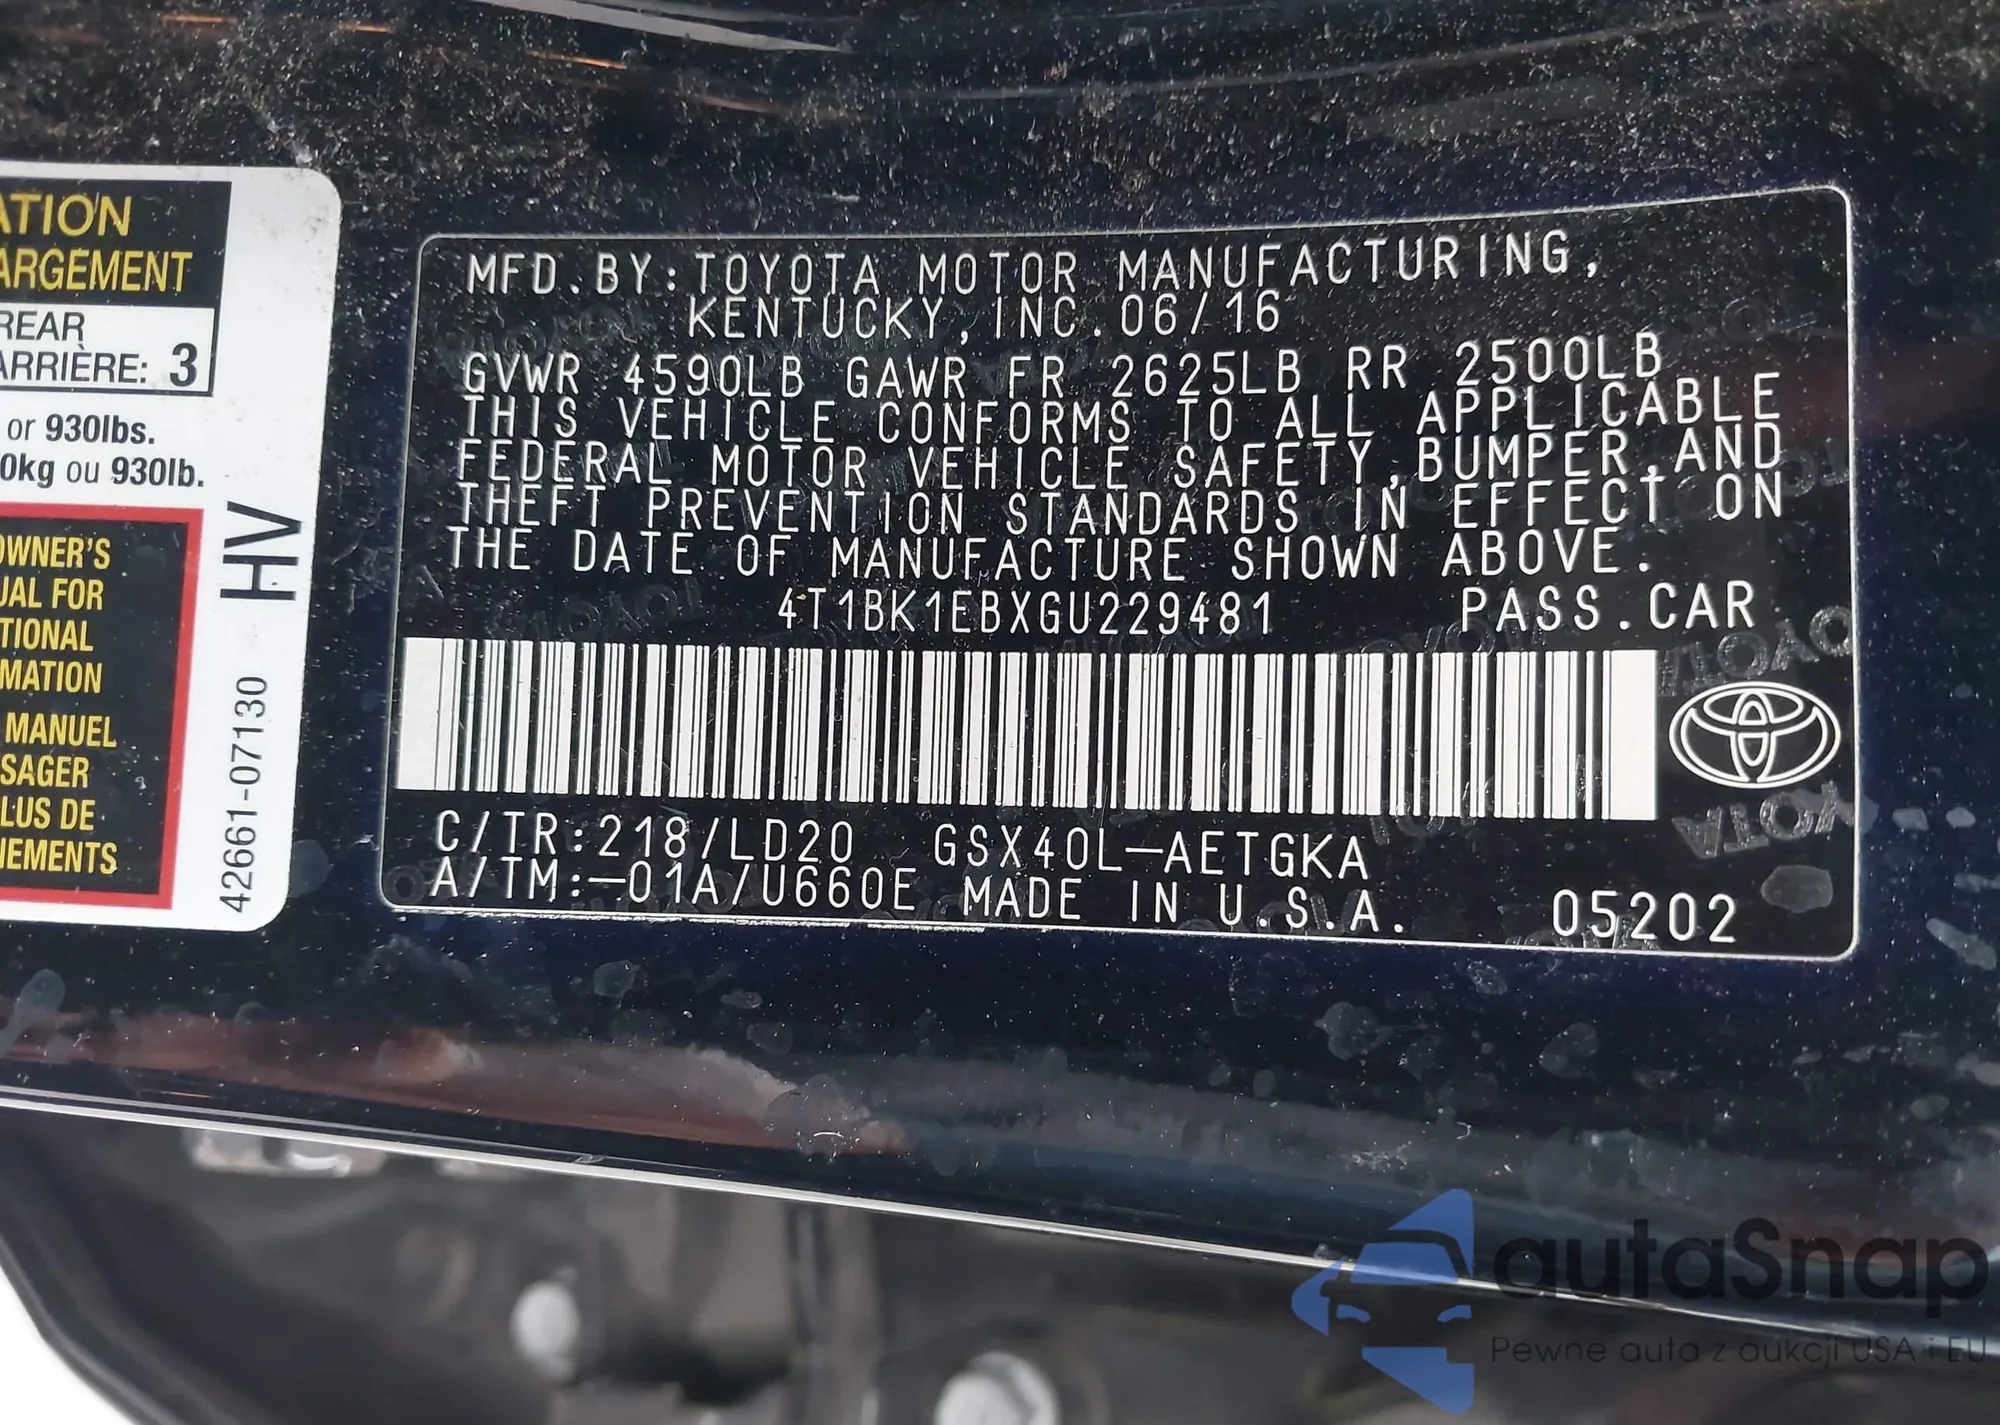 ATION
ARGEMENT
REAR
ARRIÈRE: 3
or 930lbs.
0kg ou 930lb.
OWNER'S
UAL FOR
TIONAL
MATION
MANUEL
SAGER
LUS DE
NEMENTS
HV
42661-07130
MFD.BY:TOYOTA MOTOR MANUFACTURING,
KENTUCKY,INC.06/16
GVWR 4590LB GAWR FR 2625LB RR 2500LB
THIS VEHICLE CONFORMS TO ALL APPLICABLE
FEDERAL MOTOR VEHICLE SAFETY,BUMPER,AND
THEFT PREVENTION STANDARDS IN EFFECT ON
THE DATE OF MANUFACTURE SHOWN ABOVE.
4T1BK1EBXGU229481 PASS.CAR
C/TR:218/LD20 GSX40L-AETGKA
A/TM:-01A/U660E MADE IN U.S.A. 05202
autaSnap
Pewne auta z aukcji USA i EU